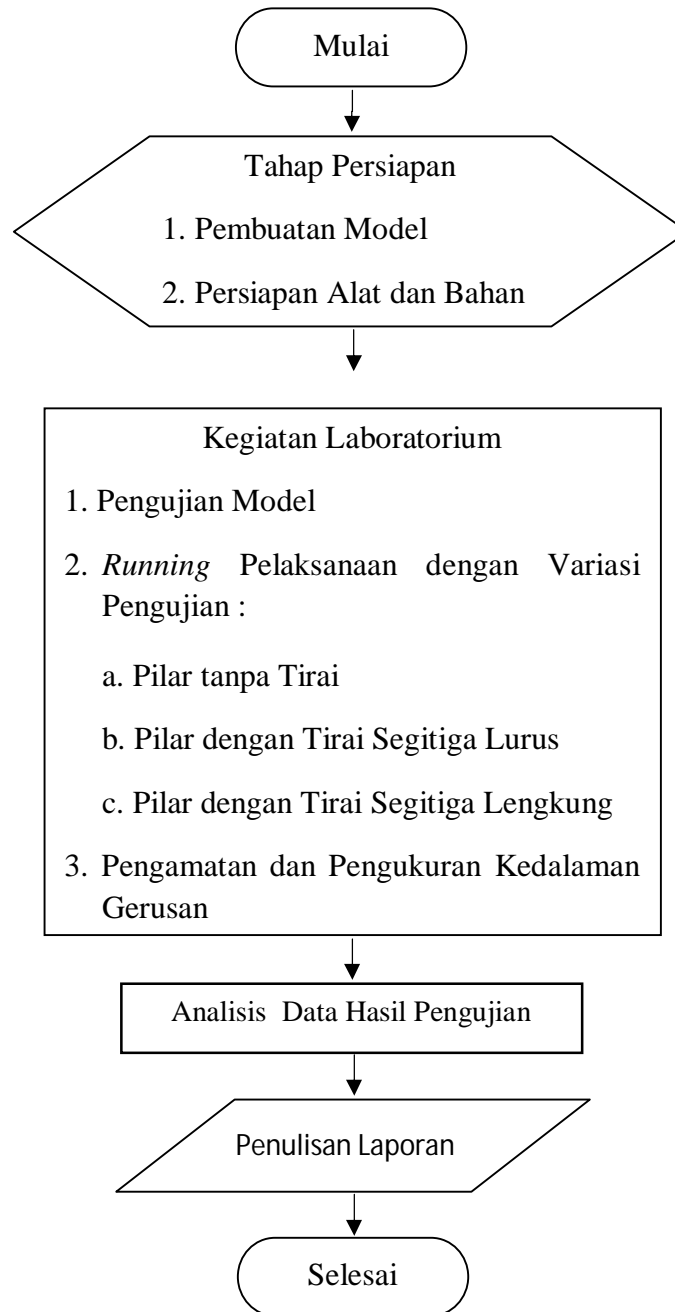 Mulai
Tahap Persiapan
1. Pembuatan Model
2. Persiapan Alat dan Bahan
Kegiatan Laboratorium
1. Pengujian Model
2. Running Pelaksanaan dengan Variasi
Pengujian :
a. Pilar tanpa Tirai
b. Pilar dengan Tirai Segitiga Lurus
c. Pilar dengan Tirai Segitiga Lengkung
3. Pengamatan dan Pengukuran Kedalaman
Gerusan
Analisis Data Hasil Pengujian
Penulisan Laporan
Selesai